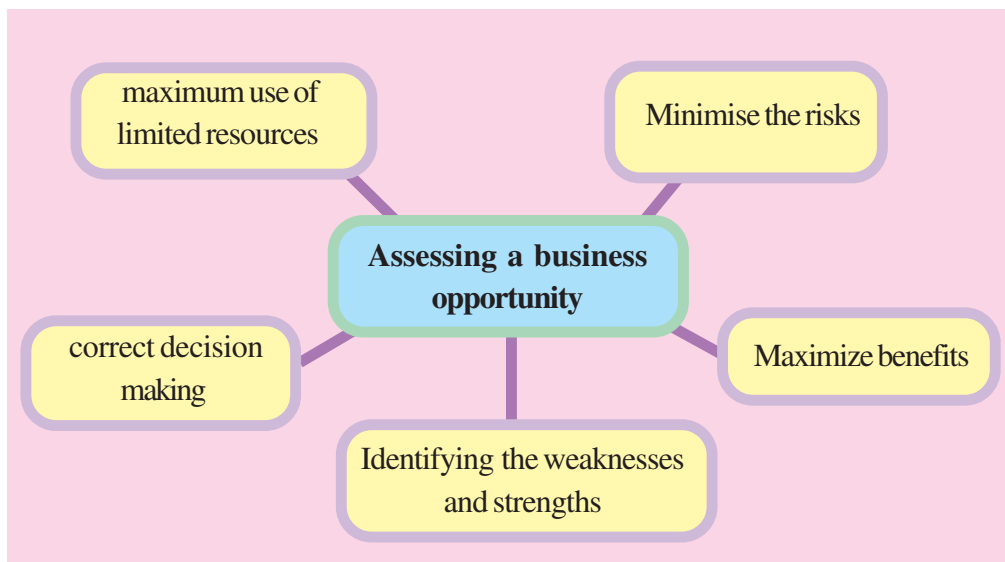 maximum use of
limited resources
Minimise the risks
Assessing a business
opportunity
correct decision
making
Maximize benefits
Identifying the weaknesses
and strengths